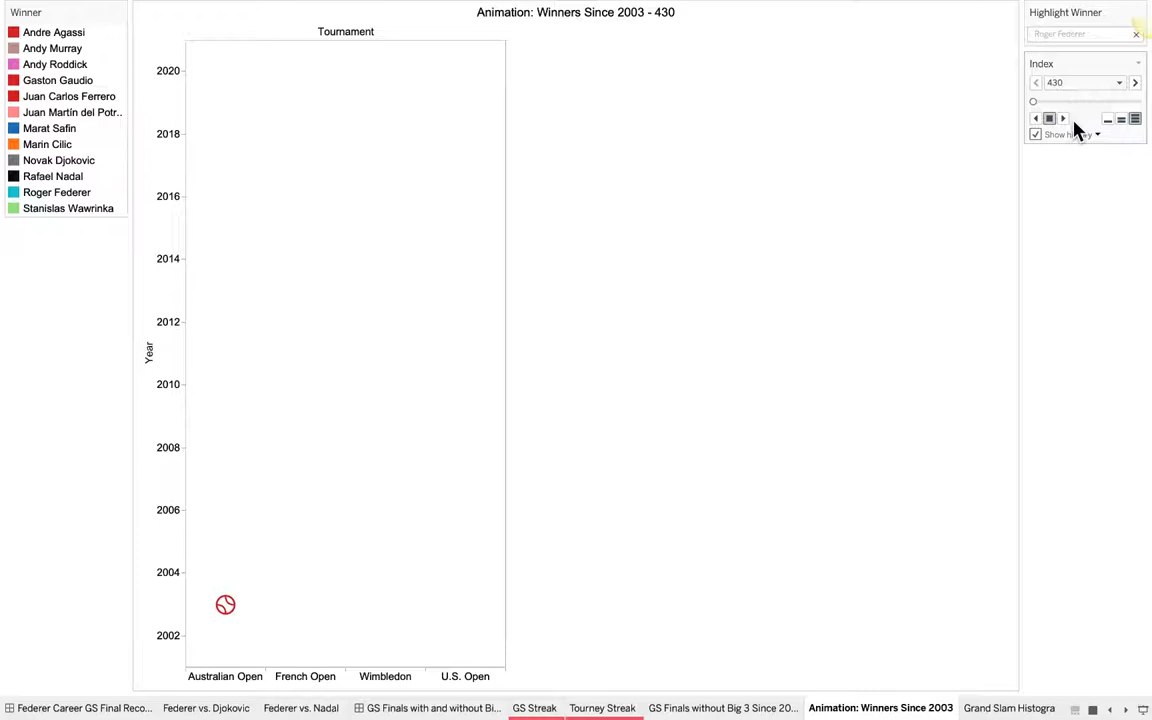 Winner
Andre Agassi
Andy Murray
Andy Roddick
Gaston Gaudio
Juan Carlos Ferrero
Juan Martín del Potr..
Marat Safin
Marin Cilic
Novak Djokovic
Rafael Nadal
Roger Federer
Stanislas Wawrinka
Animation: Winners Since 2003 - 430
Tournament
2020
2018
2016
2014
2012
2010
2008
2006
2004
2002
Year
Australian Open French Open Wimbledon U.S. Open
Highlight Winner
Roger Federer
Index
430
Federer Career GS Final Reco... Federer vs. Djokovic Federer vs. Nadal GS Finals with and without Bi... GS Streak Tourney Streak GS Finals without Big 3 Since 20... Animation: Winners Since 2003 Grand Slam Histogra